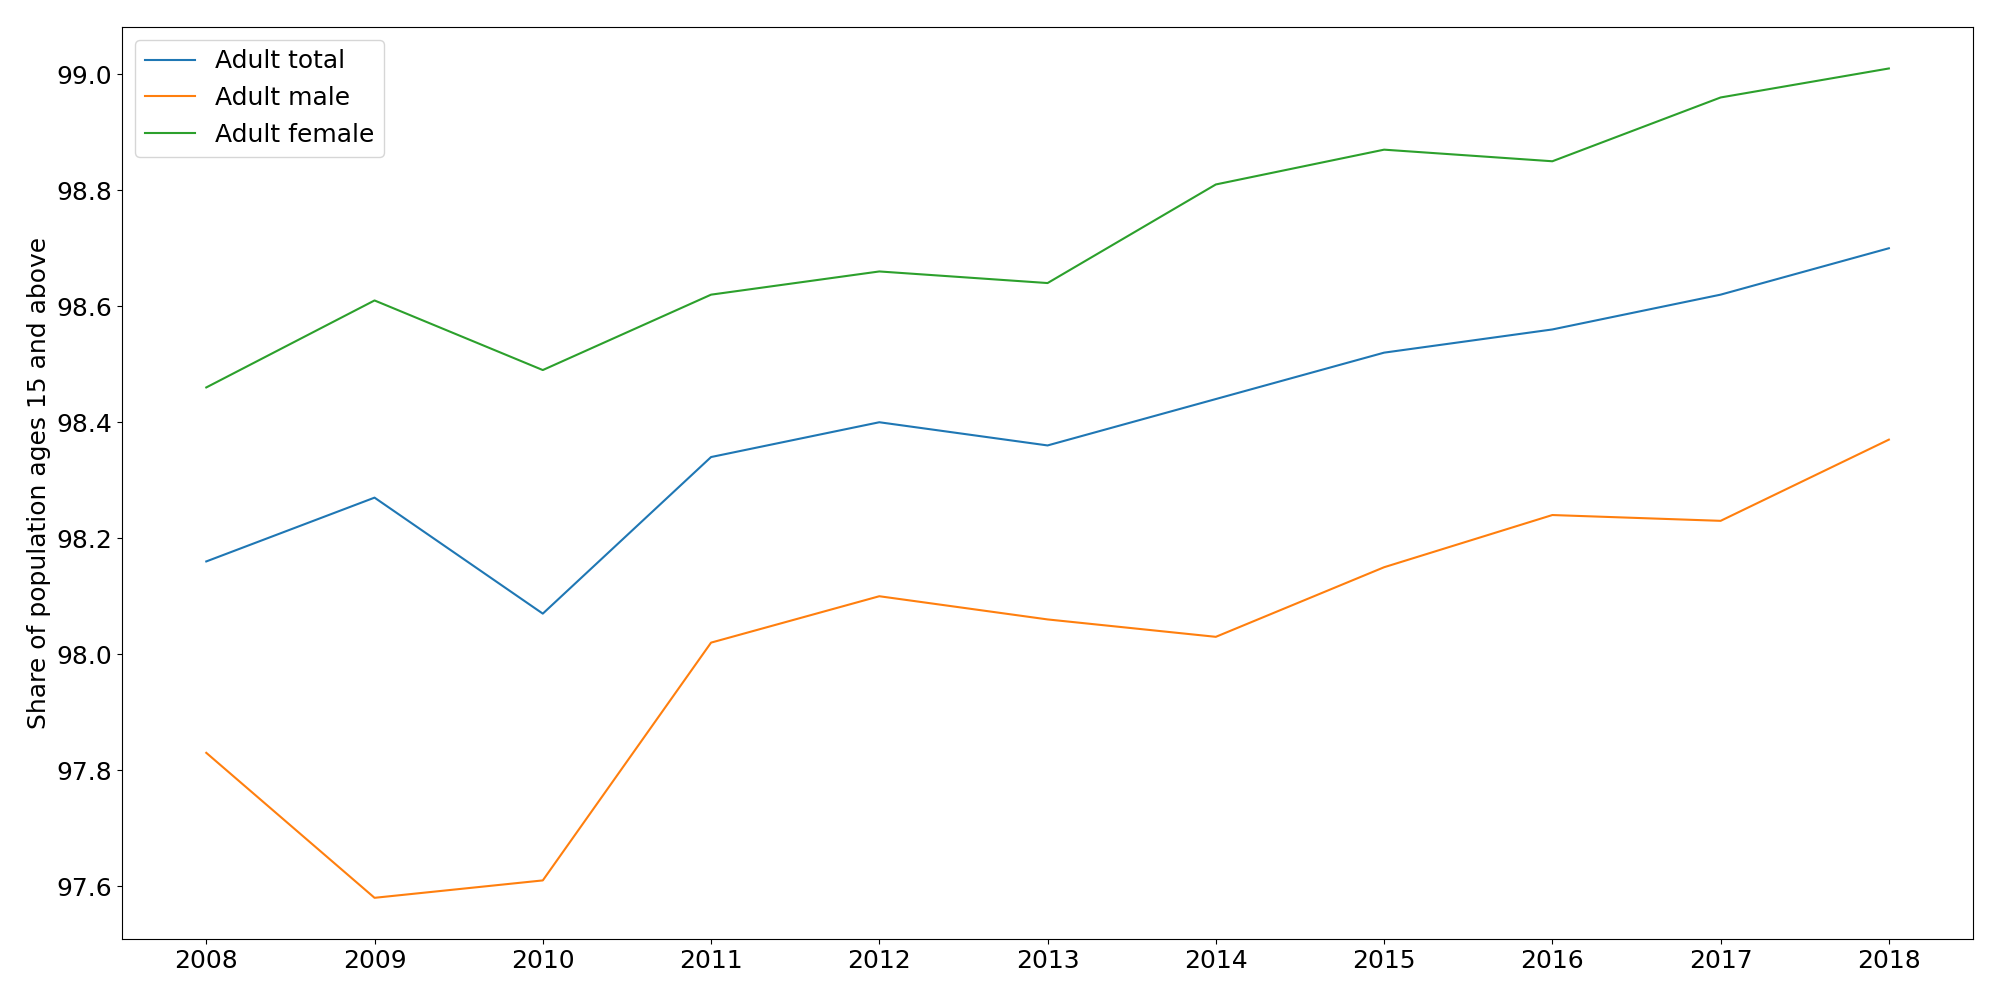 Adult total
Adult male
Adult female
Share of population ages 15 and above
99.0
98.8
98.6
98.4
98.2
98.0
97.8
97.6
2008 2009 2010 2011 2012 2013 2014 2015 2016 2017 2018